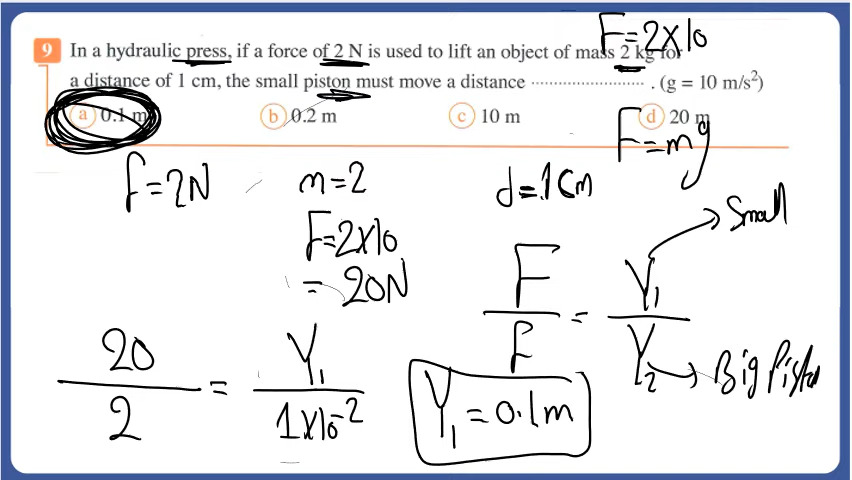 F=2x10
9 In a hydraulic press, if a force of 2 N is used to lift an object of mass 2 kg for
a distance of 1 cm, the small piston must move a distance ........................ . (g = 10 m/s²)
a 0.1 m b 0.2 m c 10 m d 20 m
F=mg
f=2N m=2 d=1cm
Small
F=2x10
= 20N
F/f = Y₁/Y₂
Big Piston
20/2 = Y₁/1x10⁻²
Y₁ = 0.1m